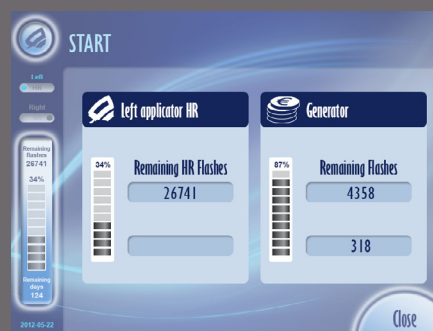 START
Left
Right
Remaining
flashes
26741
34%
Remaining
days
124
2012-05-22
left applicator HR
34%
Remaining HR Flashes
26741
€
Generator
87%
Remaining Flashes
4358
318
Close